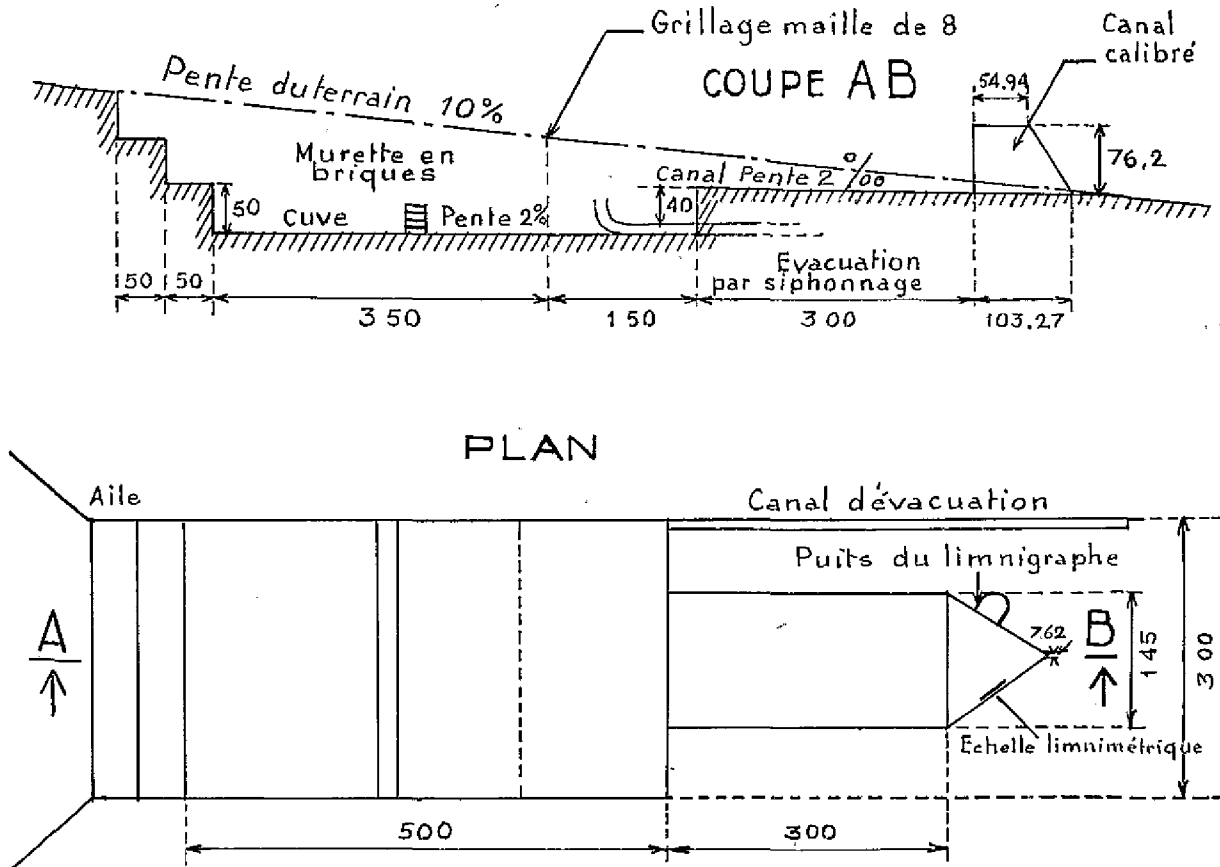 Grillage maille de 8
Canal
calibré
COUPE AB
54.94
Pente du terrain 10%
76,2
Murette en
briques
Canal Pente 2 o/oo
50
Cuve
Pente 2%
40
Evacuation
par siphonnage
50
50
350
150
300
103,27
PLAN
Aile
Canal d'évacuation
Puits du limnigraphe
A
7.62
B
145
300
Echelle limnimétrique
500
300